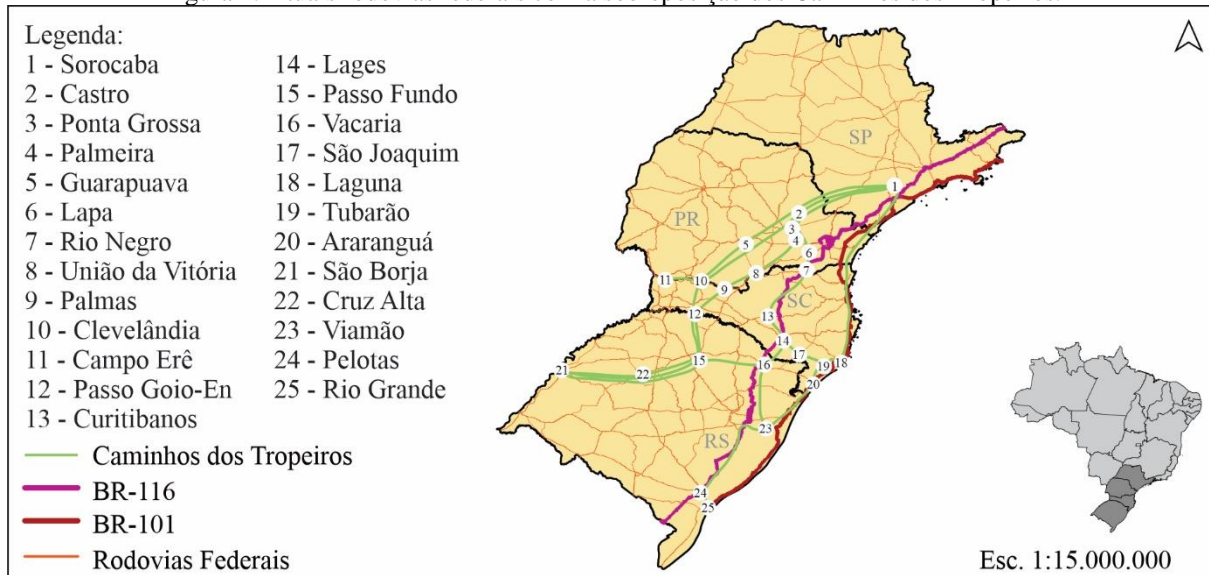 Legenda:
1 - Sorocaba
2 - Castro
3 - Ponta Grossa
4 - Palmeira
5 - Guarapuava
6 - Lapa
7 - Rio Negro
8 - União da Vitória
9 - Palmas
10 - Clevelândia
11 - Campo Erê
12 - Passo Goio-En
13 - Curitibanos
14 - Lages
15 - Passo Fundo
16 - Vacaria
17 - São Joaquim
18 - Laguna
19 - Tubarão
20 - Araranguá
21 - São Borja
22 - Cruz Alta
23 - Viamão
24 - Pelotas
25 - Rio Grande
Caminhos dos Tropeiros
BR-116
BR-101
Rodovias Federais
SP
1
PR
2
3
4
5
6
7
8
11
10
9
SC
12
13
14
17
15
16
19
18
21
22
20
23
RS
24
25
Esc. 1:15.000.000